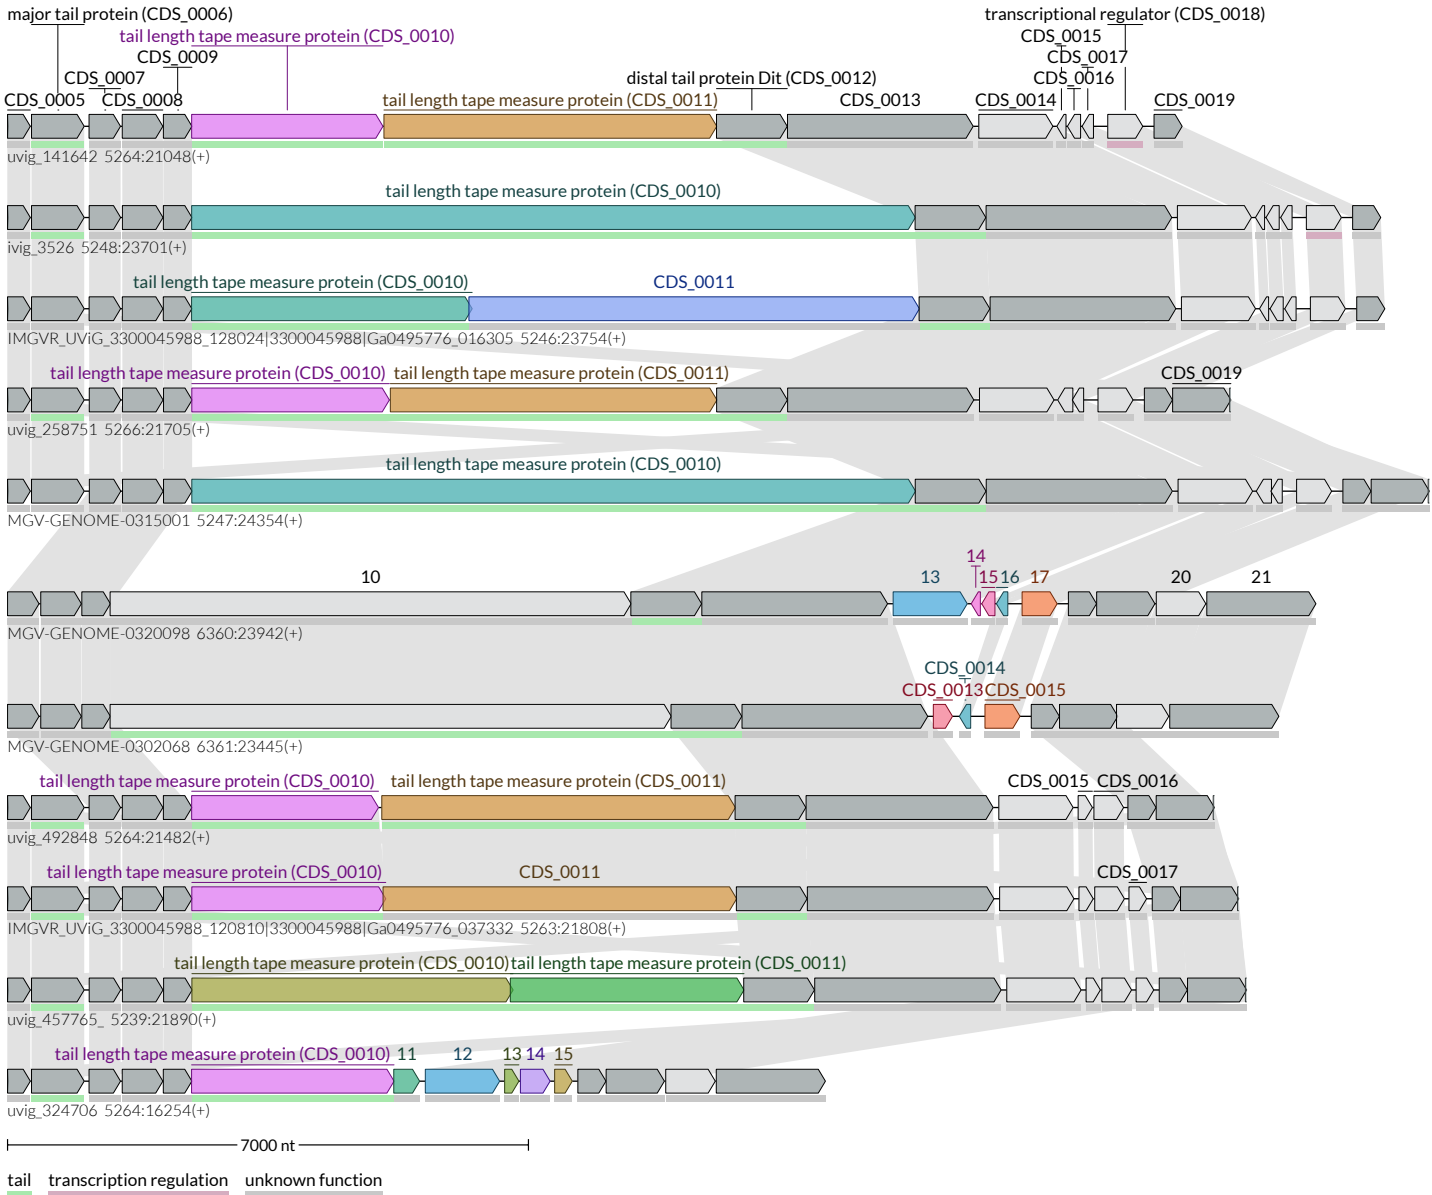 major tail protein (CDS_0006)
transcriptional regulator (CDS_0018)
tail length tape measure protein (CDS_0010)
CDS_0015
CDS_0009
CDS_0017
CDS_0007
distal tail protein Dit (CDS_0012)
CDS_0016
CDS_0005
CDS_0008
tail length tape measure protein (CDS_0011)
CDS_0013
CDS_0014
CDS_0019
uvig_141642 5264:21048(+)
tail length tape measure protein (CDS_0010)
ivig_3526 5248:23701(+)
tail length tape measure protein (CDS_0010)
CDS_0011
IMGVR_UViG_3300045988_128024|3300045988|Ga0495776_016305 5246:23754(+)
tail length tape measure protein (CDS_0010)
tail length tape measure protein (CDS_0011)
CDS_0019
uvig_258751 5266:21705(+)
tail length tape measure protein (CDS_0010)
MGV-GENOME-0315001 5247:24354(+)
14
10
13
15
16
17
20
21
MGV-GENOME-0320098 6360:23942(+)
CDS_0014
CDS_0013
CDS_0015
MGV-GENOME-0302068 6361:23445(+)
tail length tape measure protein (CDS_0010)
tail length tape measure protein (CDS_0011)
CDS_0015
CDS_0016
uvig_492848 5264:21482(+)
tail length tape measure protein (CDS_0010)
CDS_0011
CDS_0017
IMGVR_UViG_3300045988_120810|3300045988|Ga0495776_037332 5263:21808(+)
tail length tape measure protein (CDS_0010)
tail length tape measure protein (CDS_0011)
uvig_457765_ 5239:21890(+)
tail length tape measure protein (CDS_0010)
11
12
13
14
15
uvig_324706 5264:16254(+)
7000 nt
tail
transcription regulation
unknown function